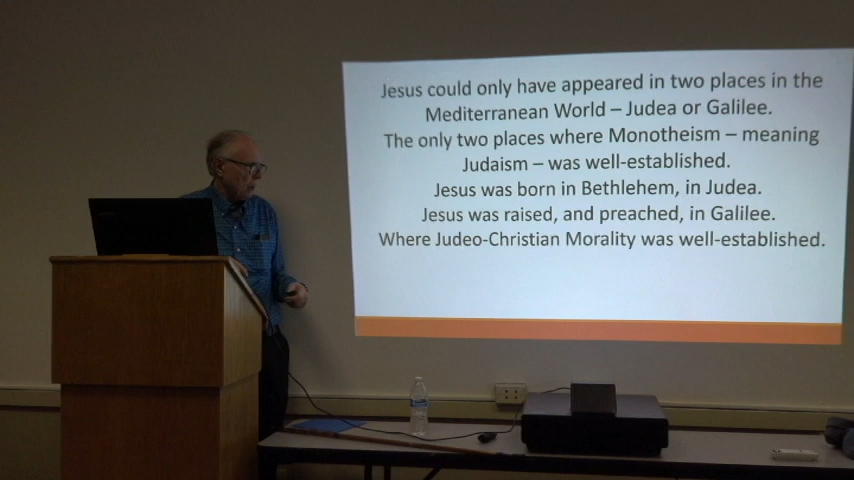 Jesus could only have appeared in two places in the
Mediterranean World – Judea or Galilee.
The only two places where Monotheism – meaning
Judaism – was well-established.
Jesus was born in Bethlehem, in Judea.
Jesus was raised, and preached, in Galilee.
Where Judeo-Christian Morality was well-established.